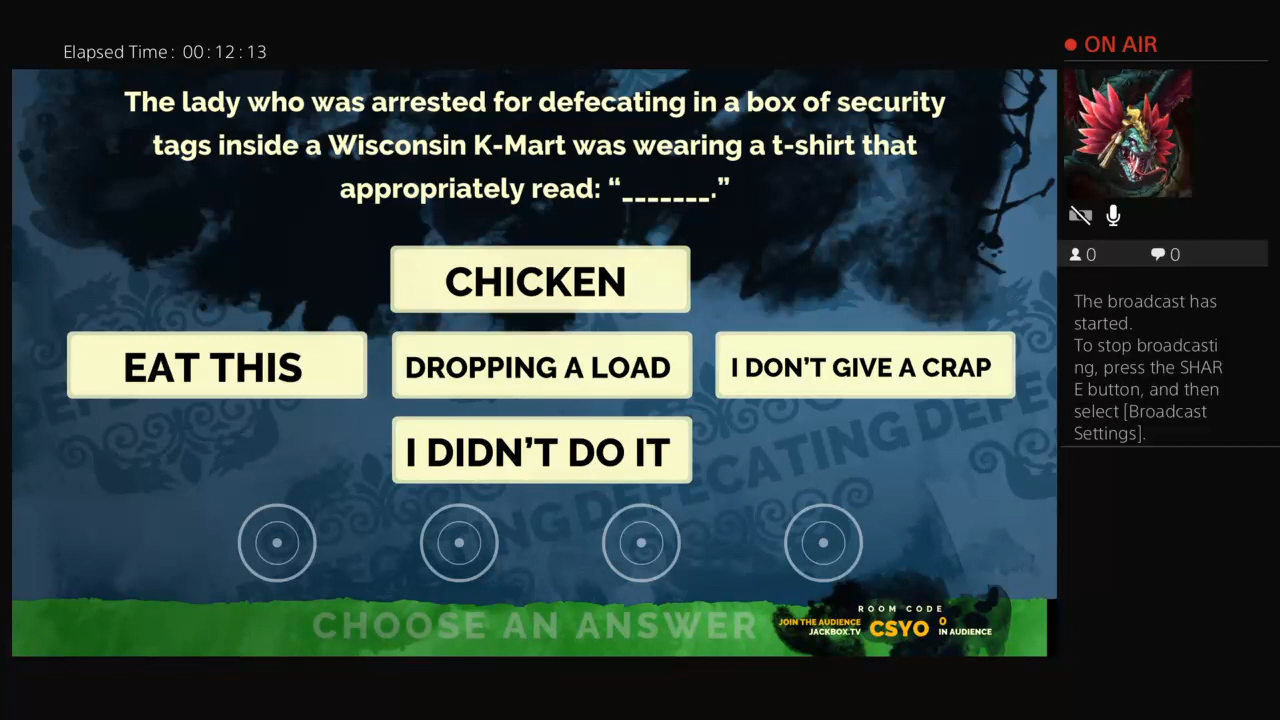 Elapsed Time: 00:12:13
ON AIR
The lady who was arrested for defecating in a box of security
tags inside a Wisconsin K-Mart was wearing a t-shirt that
appropriately read: “_______.”
CHICKEN
EAT THIS
DROPPING A LOAD
I DON’T GIVE A CRAP
I DIDN’T DO IT
DEFECATING DEFECATING
CHOOSE AN ANSWER
ROOM CODE
JOIN THE AUDIENCE
JACKBOX.TV
CSYO
0
IN AUDIENCE
0
0
The broadcast has
started.
To stop broadcasti
ng, press the SHAR
E button, and then
select [Broadcast
Settings].